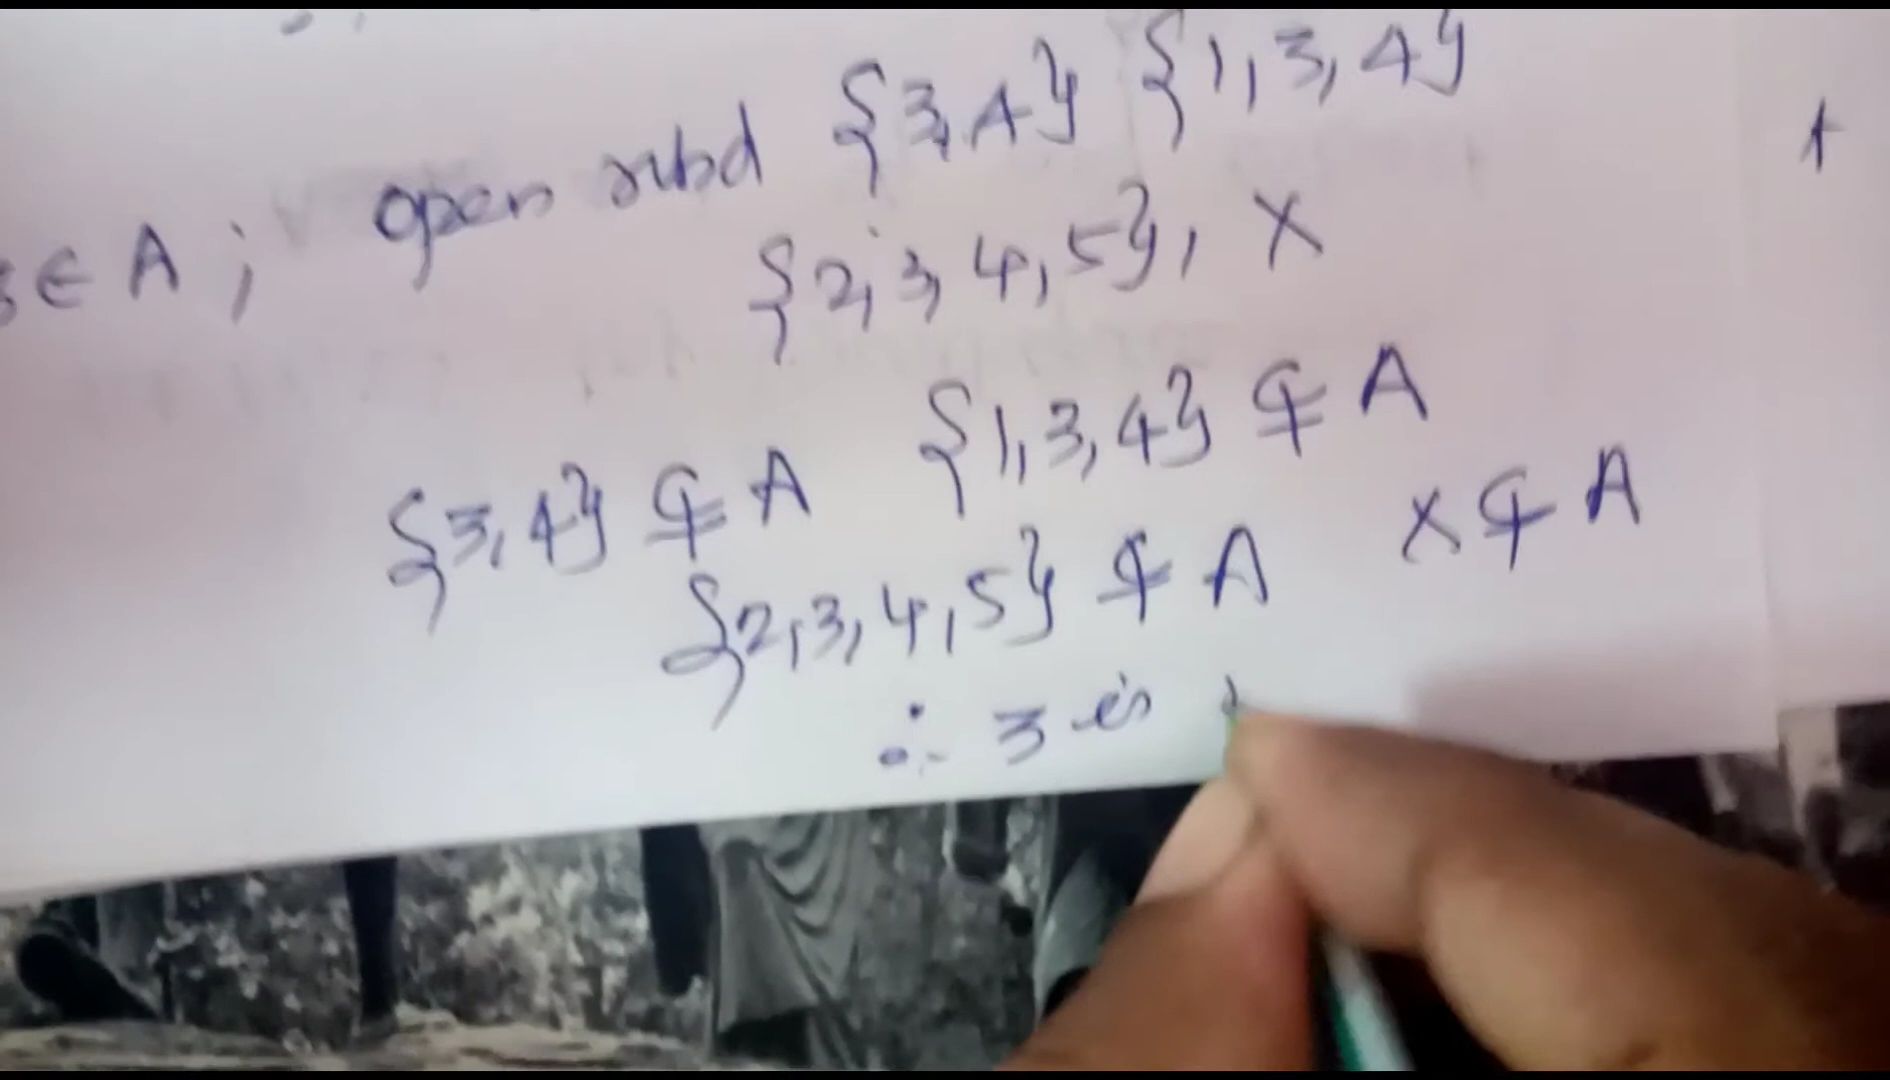 3 ∈ A ; open nbd {3,4} {1,3,4}
{2,3,4,5}, X
{3,4} ⊈ A {1,3,4} ⊈ A
{2,3,4,5} ⊄ A X ⊄ A
∴ 3 is